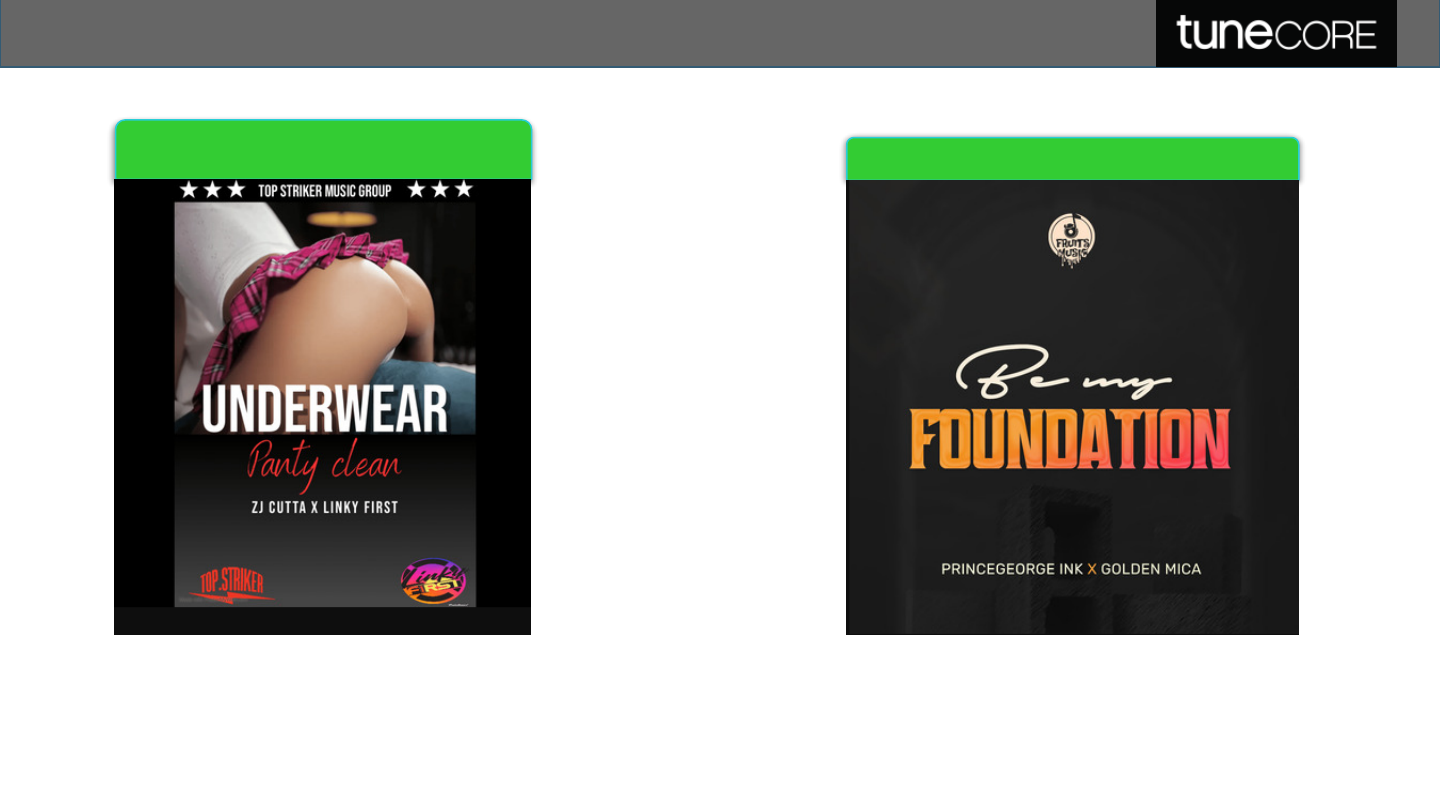 tuneCORE
TOP STRIKER MUSIC GROUP
UNDERWEAR
Panty clean
ZJ CUTTA X LINKY FIRST
TOP.STRIKER
Linky
FIRST
FRUITS
MUSIC
Be my
FOUNDATION
PRINCEGEORGE INK X GOLDEN MICA